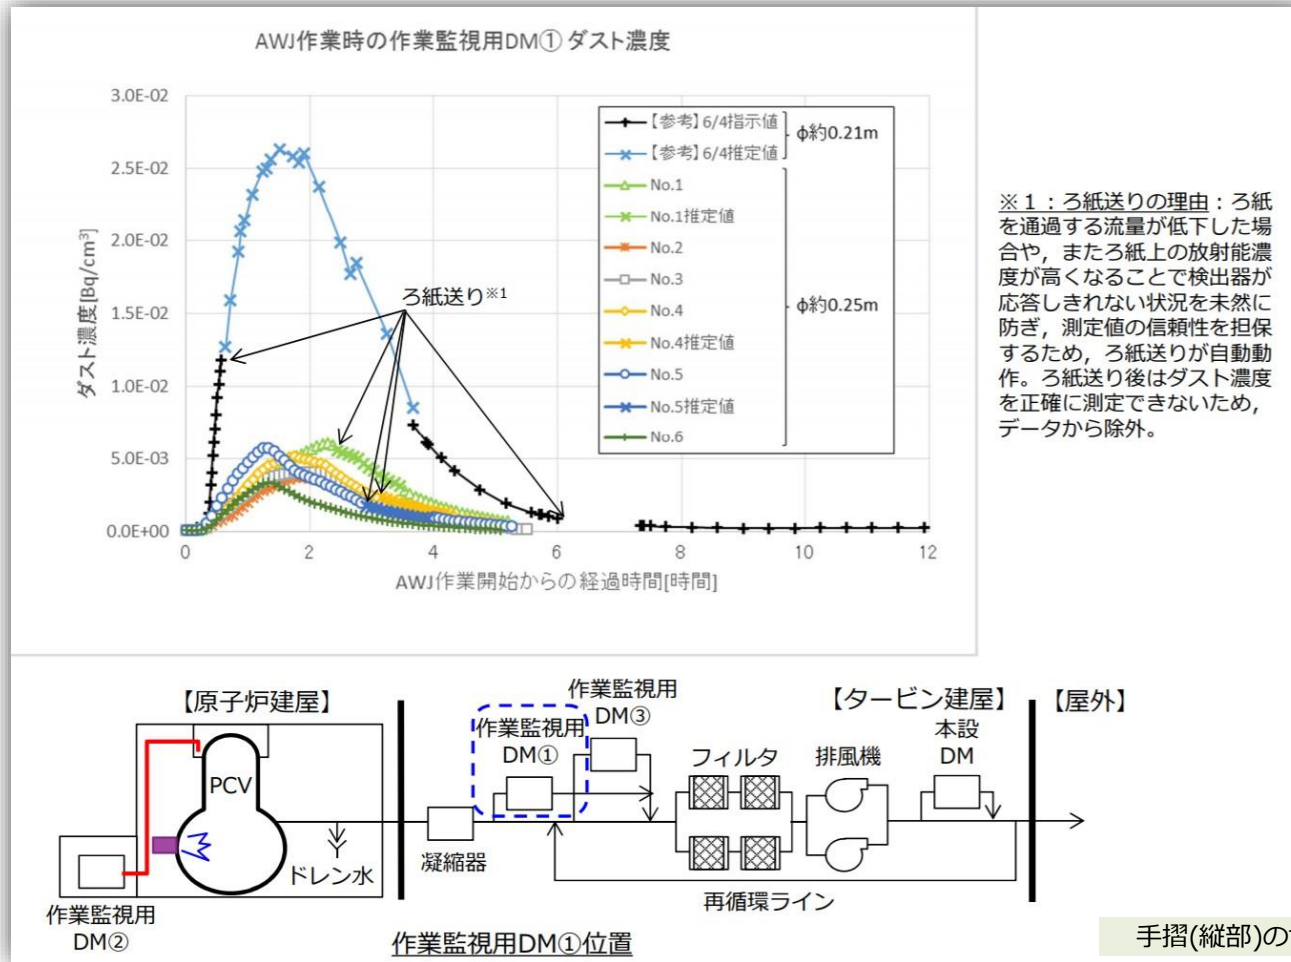 AWJ作業時の作業監視用DM① ダスト濃度
3.0E-02
2.5E-02
2.0E-02
1.5E-02
1.0E-02
5.0E-03
0.0E+00
ダスト濃度[Bq/cm³]
0 2 4 6 8 10 12
AWJ作業開始からの経過時間[時間]
ろ紙送り※1
【参考】6/4指示値
【参考】6/4推定値
φ約0.21m
No.1
No.1推定値
No.2
No.3
No.4
No.4推定値
No.5
No.5推定値
No.6
φ約0.25m
※1:ろ紙送りの理由:ろ紙
を通過する流量が低下した場
合や,またろ紙上の放射能濃
度が高くなることで検出器が
応答しきれない状況を未然に
防ぎ,測定値の信頼性を担保
するため,ろ紙送りが自動動
作。ろ紙送り後はダスト濃度
を正確に測定できないため,
データから除外。
【原子炉建屋】
PCV
作業監視用
DM②
ドレン水
凝縮器
作業監視用
DM①
作業監視用
DM③
フィルタ
排風機
【タービン建屋】
本設
DM
【屋外】
再循環ライン
作業監視用DM①位置
手摺(縦部)の